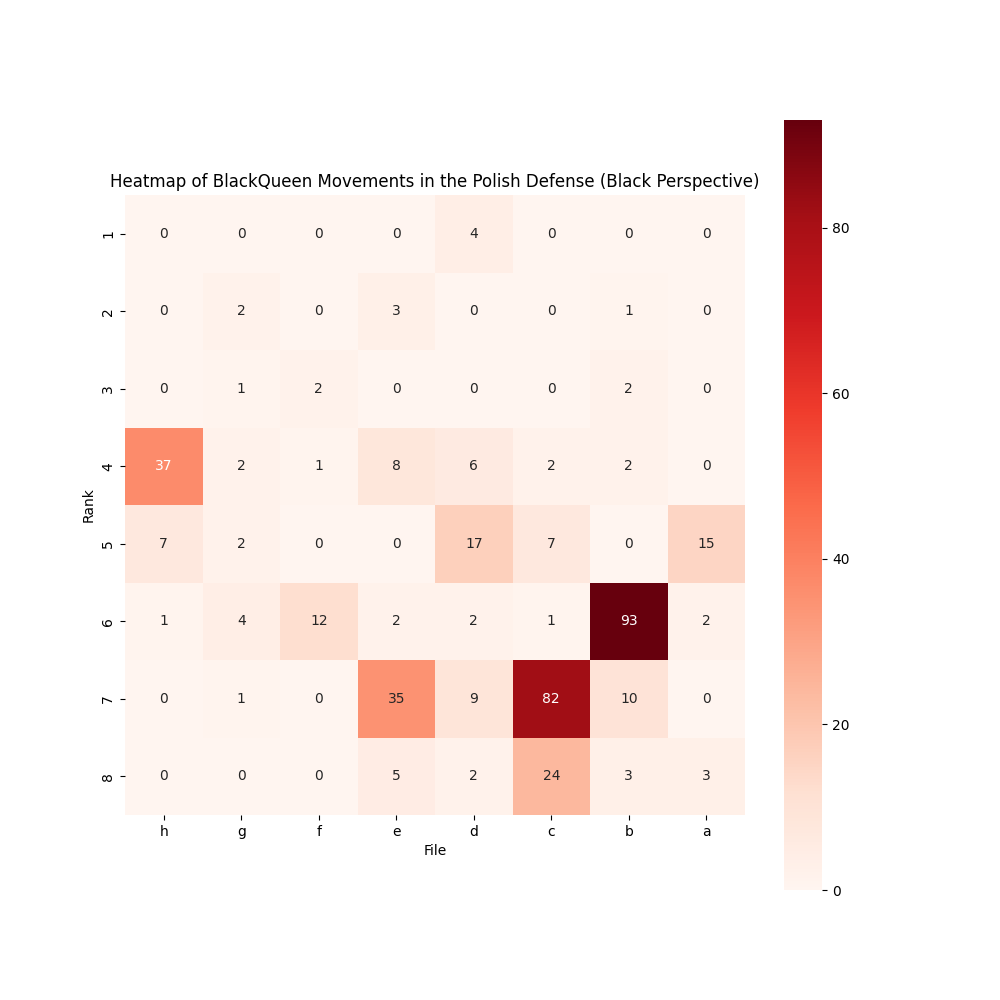 Heatmap of BlackQueen Movements in the Polish Defense (Black Perspective)
1 0 0 0 0 4 0 0 0
2 0 2 0 3 0 0 1 0
3 0 1 2 0 0 0 2 0
4 37 2 1 8 6 2 2 0
5 7 2 0 0 17 7 0 15
6 1 4 12 2 2 1 93 2
7 0 1 0 35 9 82 10 0
8 0 0 0 5 2 24 3 3
h g f e d c b a
File
Rank
80
60
40
20
0